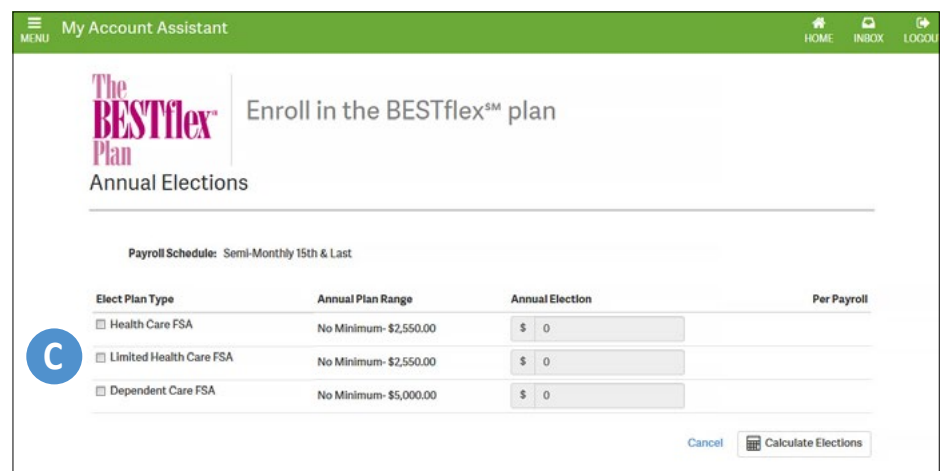 MENU My Account Assistant HOME INBOX LOGOU
The
BESTflex℠
Plan
Enroll in the BESTflex℠ plan
Annual Elections
Payroll Schedule: Semi-Monthly 15th & Last
Elect Plan Type Annual Plan Range Annual Election Per Payroll
Health Care FSA No Minimum- $2,550.00 $ 0
C Limited Health Care FSA No Minimum- $2,550.00 $ 0
Dependent Care FSA No Minimum- $5,000.00 $ 0
Cancel Calculate Elections